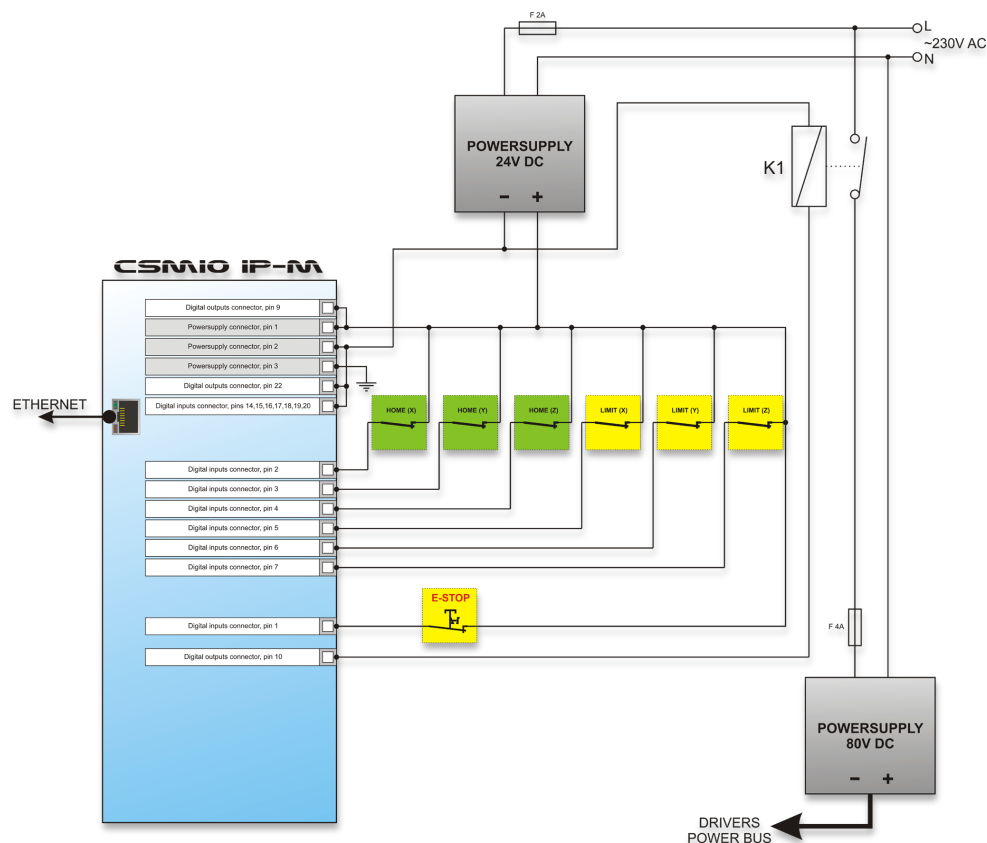 F 2A
L
~230V AC
N
POWERSUPPLY
24V DC
- +
K1
CSMIO IP-M
Digital outputs connector, pin 9
Powersupply connector, pin 1
Powersupply connector, pin 2
Powersupply connector, pin 3
Digital outputs connector, pin 22
Digital inputs connector, pins 14,15,16,17,18,19,20
ETHERNET
HOME (X)
HOME (Y)
HOME (Z)
LIMIT (X)
LIMIT (Y)
LIMIT (Z)
Digital inputs connector, pin 2
Digital inputs connector, pin 3
Digital inputs connector, pin 4
Digital inputs connector, pin 5
Digital inputs connector, pin 6
Digital inputs connector, pin 7
E-STOP
Digital inputs connector, pin 1
Digital outputs connector, pin 10
F 4A
POWERSUPPLY
80V DC
- +
DRIVERS
POWER BUS